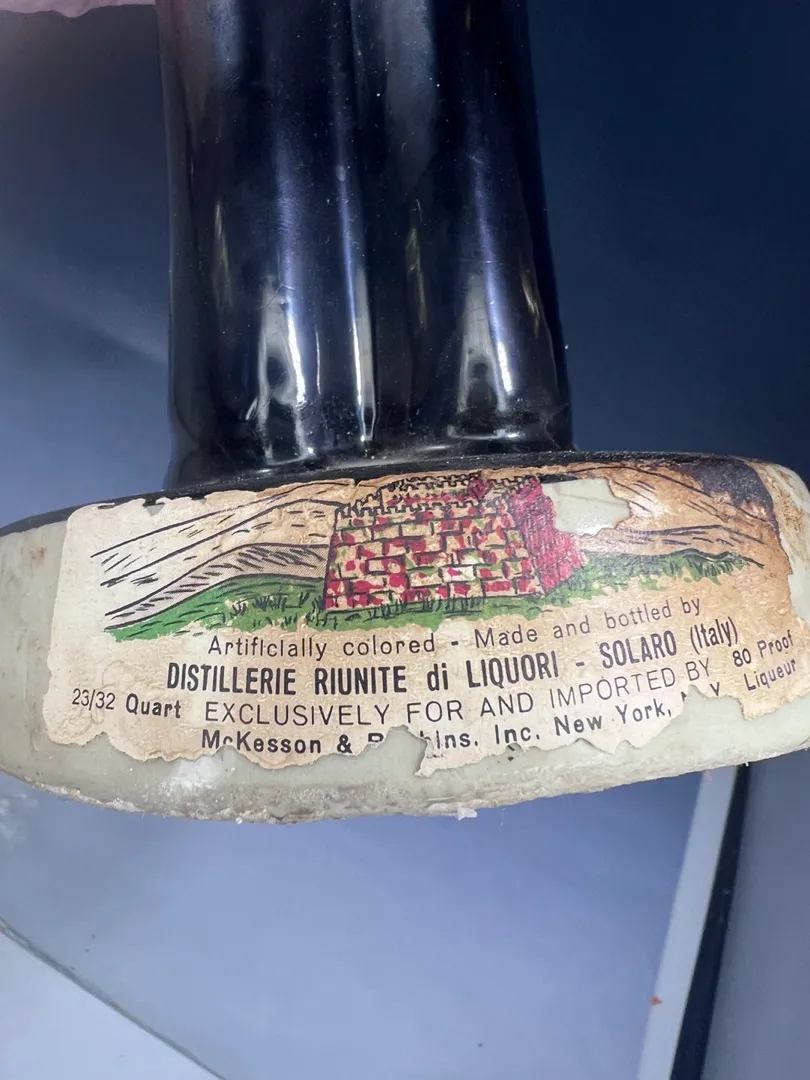 Artificially colored - Made and bottled by
DISTILLERIE RIUNITE di LIQUORI - SOLARO (Italy)
23/32 Quart EXCLUSIVELY FOR AND IMPORTED BY 80 Proof
McKesson & Inc. New York, Liqueur